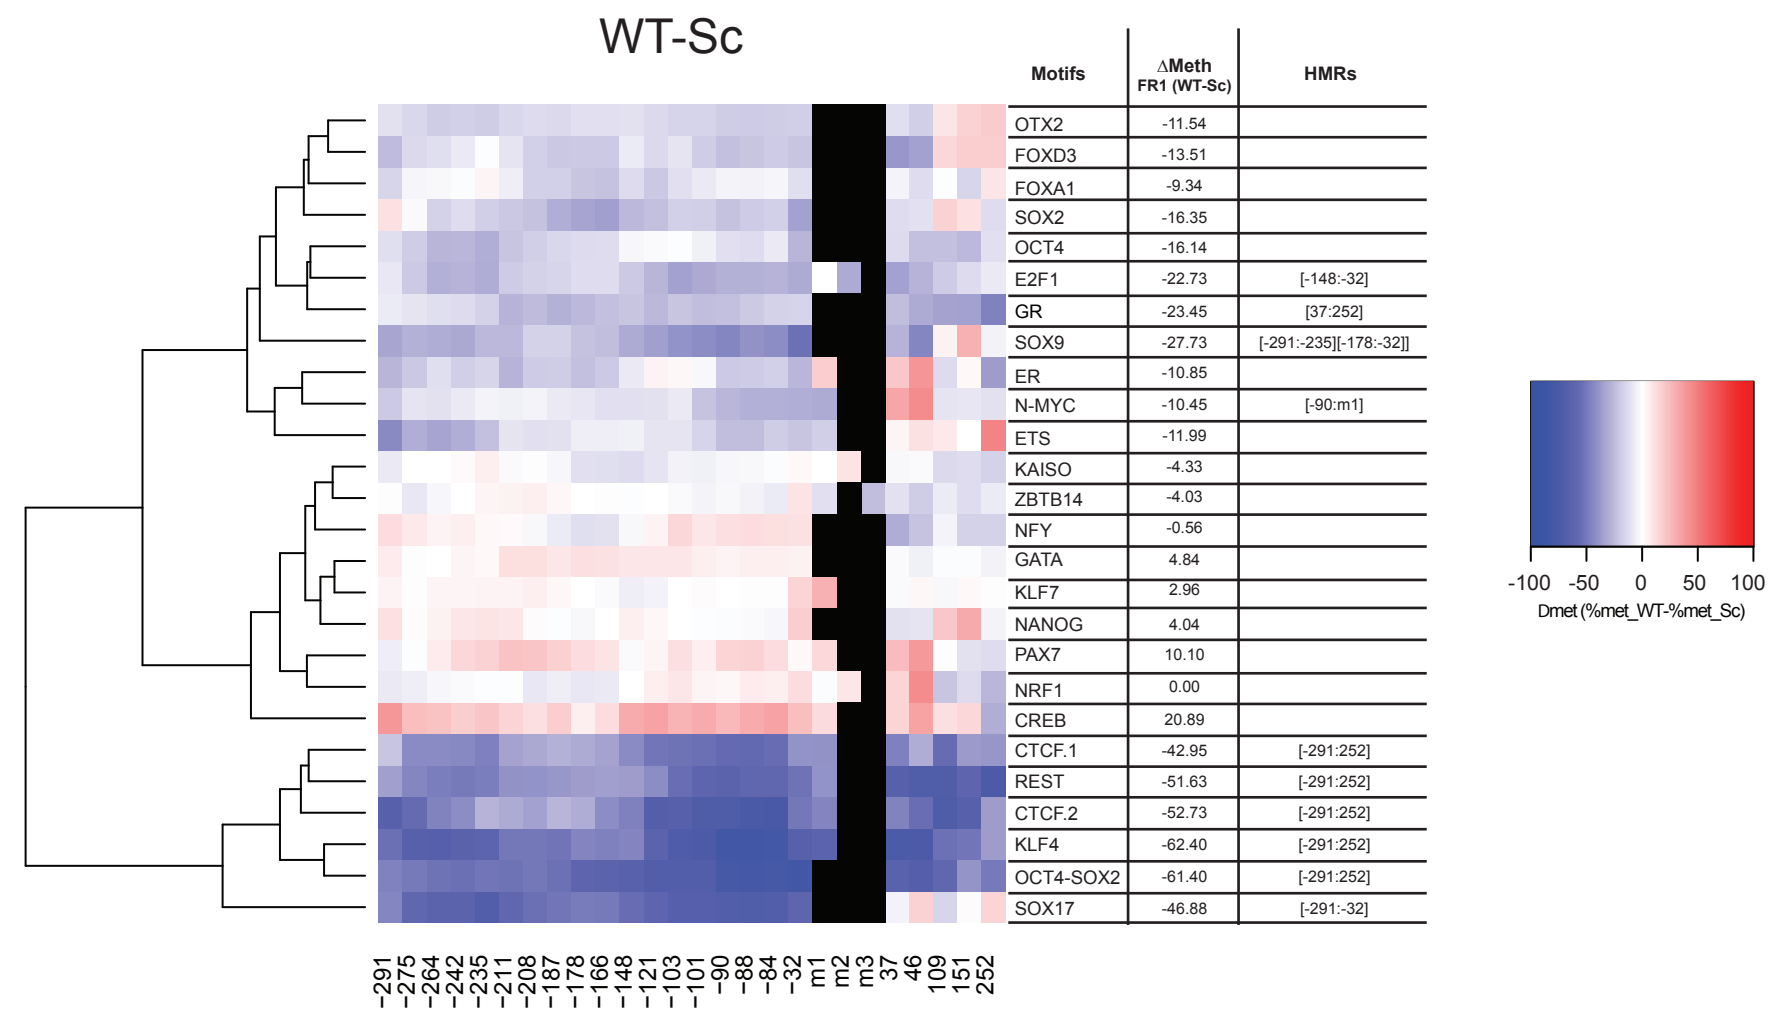 WT-Sc
Motifs ΔMeth FR1 (WT-Sc) HMRs
OTX2 -11.54
FOXD3 -13.51
FOXA1 -9.34
SOX2 -16.35
OCT4 -16.14
E2F1 -22.73 [-148:-32]
GR -23.45 [37:252]
SOX9 -27.73 [-291:-235][-178:-32]]
ER -10.85
N-MYC -10.45 [-90:m1]
ETS -11.99
KAISO -4.33
ZBTB14 -4.03
NFY -0.56
GATA 4.84
KLF7 2.96
NANOG 4.04
PAX7 10.10
NRF1 0.00
CREB 20.89
CTCF.1 -42.95 [-291:252]
REST -51.63 [-291:252]
CTCF.2 -52.73 [-291:252]
KLF4 -62.40 [-291:252]
OCT4-SOX2 -61.40 [-291:252]
SOX17 -46.88 [-291:-32]
−291 −275 −264 −242 −235 −211 −208 −187 −178 −166 −148 −121 −103 −101 −90 −88 −84 −32 m1 m2 m3 37 46 109 151 252
-100 -50 0 50 100
Dmet (%met_WT-%met_Sc)